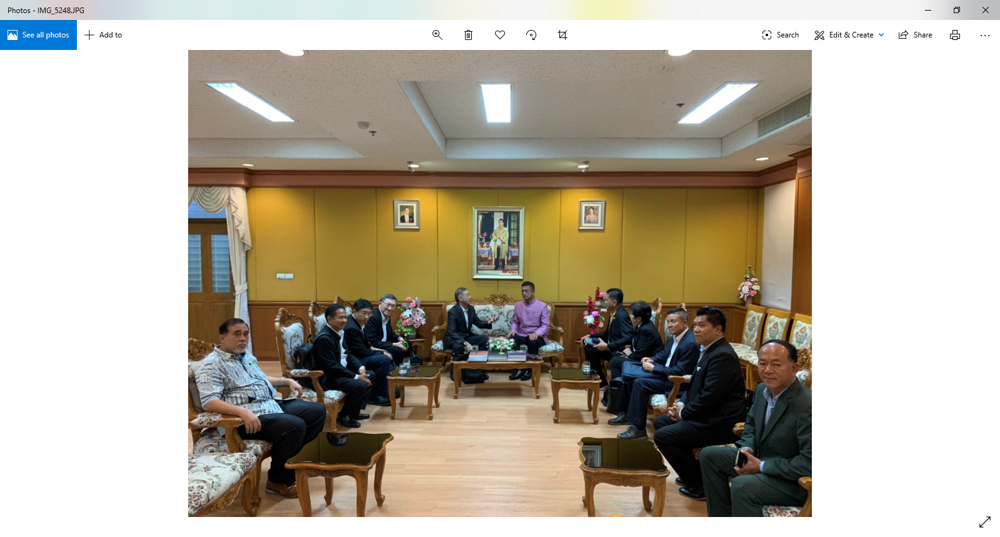 Photos - IMG_5248.JPG
See all photos
Add to
Search
Edit & Create
Share